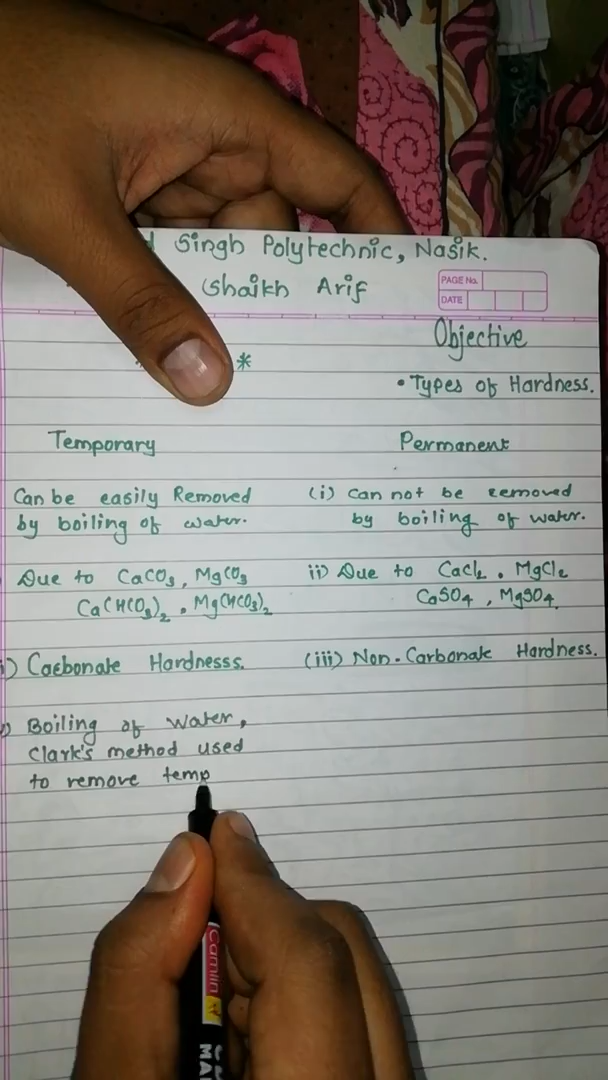 Singh Polytechnic, Nasik.
Shaikh Arif
PAGE No.
DATE
Objective
*
• Types of Hardness.
Temporary
Permanent
Can be easily Removed
by boiling of water.
(i) can not be removed
by boiling of water.
Due to CaCO3, MgCO3
Ca(HCO3)2, Mg(HCO3)2
ii) Due to CaCl2, MgCl2
CaSO4, MgSO4.
i) Carbonate Hardnesss.
(iii) Non-Carbonate Hardness.
Boiling of Water,
Clark's method used
to remove temp
Camlin